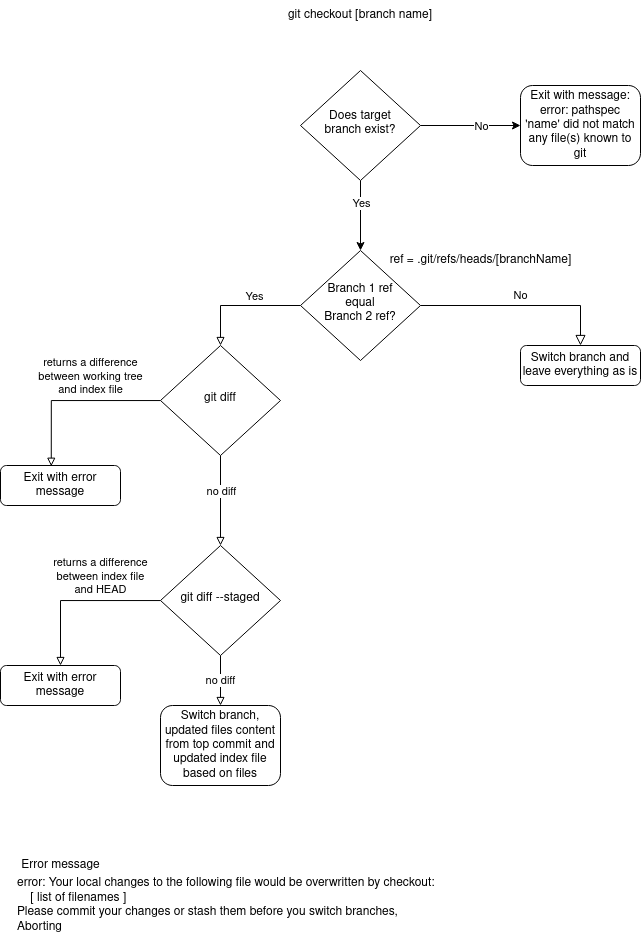 git checkout [branch name]
Does target
branch exist?
No
Exit with message:
error: pathspec
'name' did not match
any file(s) known to
git
Yes
ref = .git/refs/heads/[branchName]
Branch 1 ref
equal
Branch 2 ref?
Yes
No
Switch branch and
leave everything as is
returns a difference
between working tree
and index file
git diff
Exit with error
message
no diff
returns a difference
between index file
and HEAD
git diff --staged
Exit with error
message
no diff
Switch branch,
updated files content
from top commit and
updated index file
based on files
Error message
error: Your local changes to the following file would be overwritten by checkout:
[ list of filenames ]
Please commit your changes or stash them before you switch branches,
Aborting